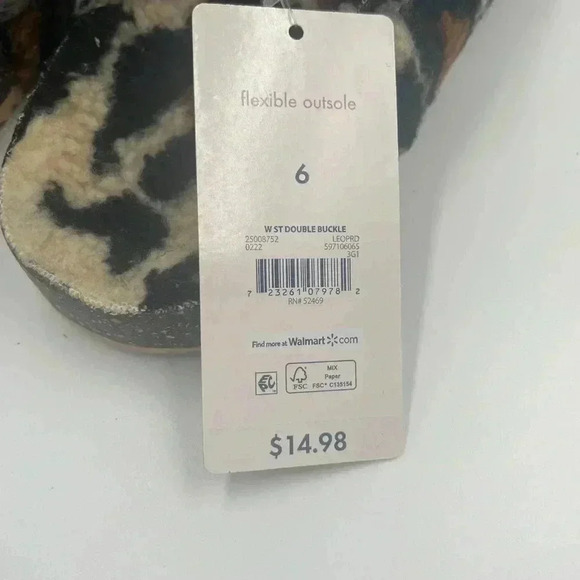 flexible outsole
6
W ST DOUBLE BUCKLE
25008752 LEOPRD
0222 597106065
3G1
7 23261 07978 2
RN# 52469
Find more at Walmart.com
FSC
MIX
Paper
FSC® C135154
$14.98